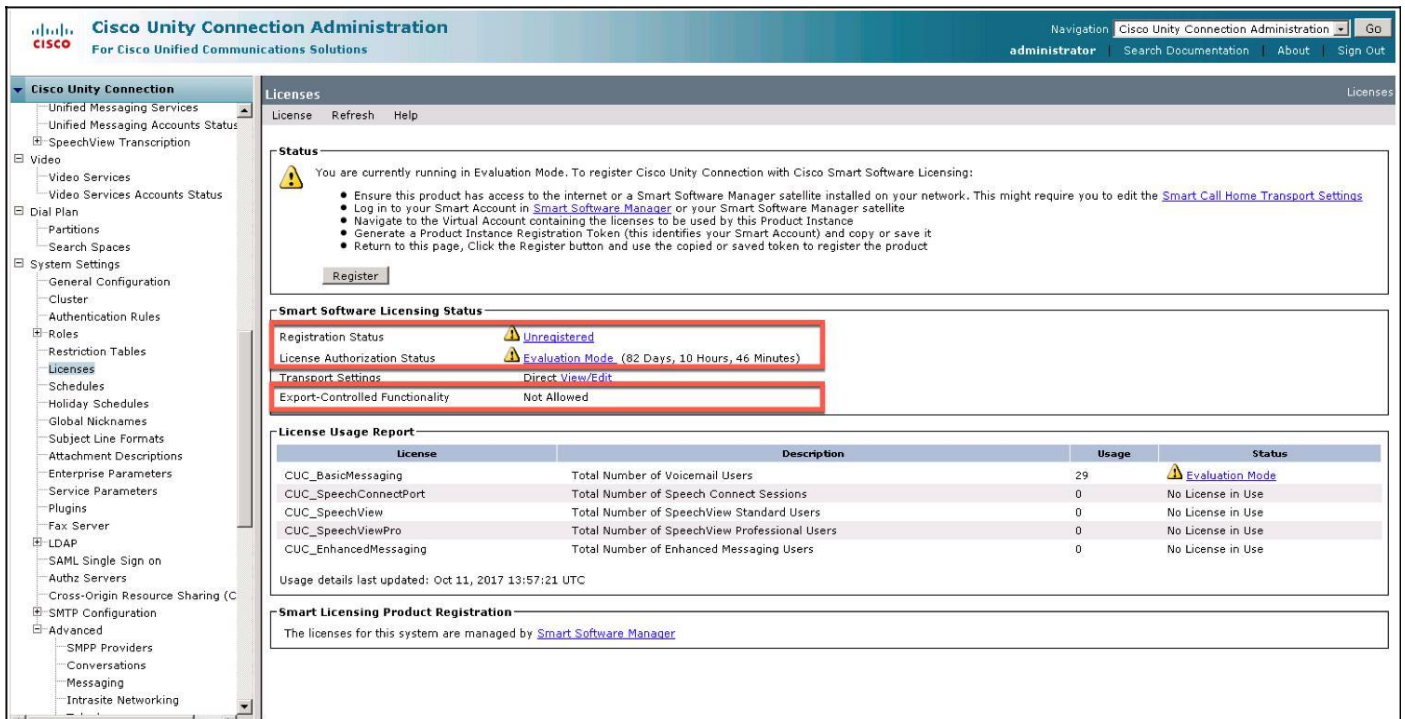 Cisco Unity Connection Administration
For Cisco Unified Communications Solutions
CISCO
Navigation Cisco Unity Connection Administration Go
administrator Search Documentation About Sign Out
Cisco Unity Connection
Unified Messaging Services
Unified Messaging Accounts Status
SpeechView Transcription
Video
Video Services
Video Services Accounts Status
Dial Plan
Partitions
Search Spaces
System Settings
General Configuration
Cluster
Authentication Rules
Roles
Restriction Tables
Licenses
Schedules
Holiday Schedules
Global Nicknames
Subject Line Formats
Attachment Descriptions
Enterprise Parameters
Service Parameters
Plugins
Fax Server
LDAP
SAML Single Sign on
Authz Servers
Cross-Origin Resource Sharing (C
SMTP Configuration
Advanced
SMPP Providers
Conversations
Messaging
Intrasite Networking
Licenses Licenses
License Refresh Help
Status
You are currently running in Evaluation Mode. To register Cisco Unity Connection with Cisco Smart Software Licensing:
● Ensure this product has access to the internet or a Smart Software Manager satellite installed on your network. This might require you to edit the Smart Call Home Transport Settings
● Log in to your Smart Account in Smart Software Manager or your Smart Software Manager satellite
● Navigate to the Virtual Account containing the licenses to be used by this Product Instance
● Generate a Product Instance Registration Token (this identifies your Smart Account) and copy or save it
● Return to this page, Click the Register button and use the copied or saved token to register the product
Register
Smart Software Licensing Status
Registration Status Unregistered
License Authorization Status Evaluation Mode (82 Days, 10 Hours, 46 Minutes)
Transport Settings Direct View/Edit
Export-Controlled Functionality Not Allowed
License Usage Report
License Description Usage Status
CUC_BasicMessaging Total Number of Voicemail Users 29 Evaluation Mode
CUC_SpeechConnectPort Total Number of Speech Connect Sessions 0 No License in Use
CUC_SpeechView Total Number of SpeechView Standard Users 0 No License in Use
CUC_SpeechViewPro Total Number of SpeechView Professional Users 0 No License in Use
CUC_EnhancedMessaging Total Number of Enhanced Messaging Users 0 No License in Use
Usage details last updated: Oct 11, 2017 13:57:21 UTC
Smart Licensing Product Registration
The licenses for this system are managed by Smart Software Manager